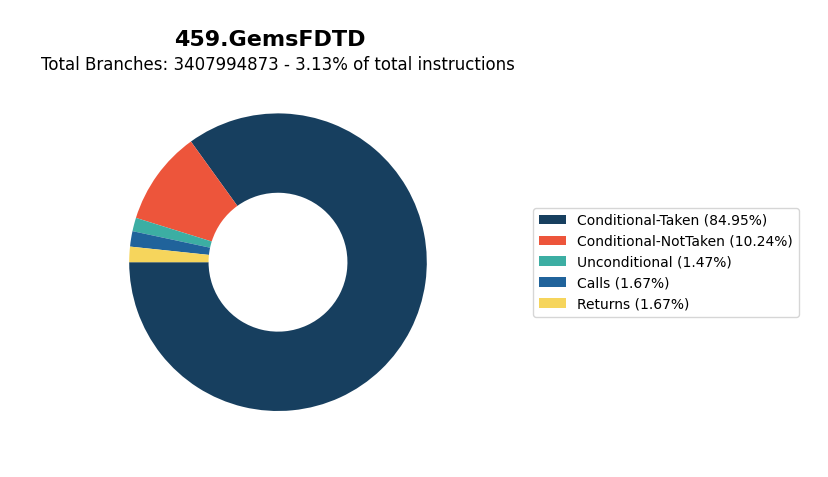 459.GemsFDTD
Total Branches: 3407994873 - 3.13% of total instructions
Conditional-Taken (84.95%)
Conditional-NotTaken (10.24%)
Unconditional (1.47%)
Calls (1.67%)
Returns (1.67%)